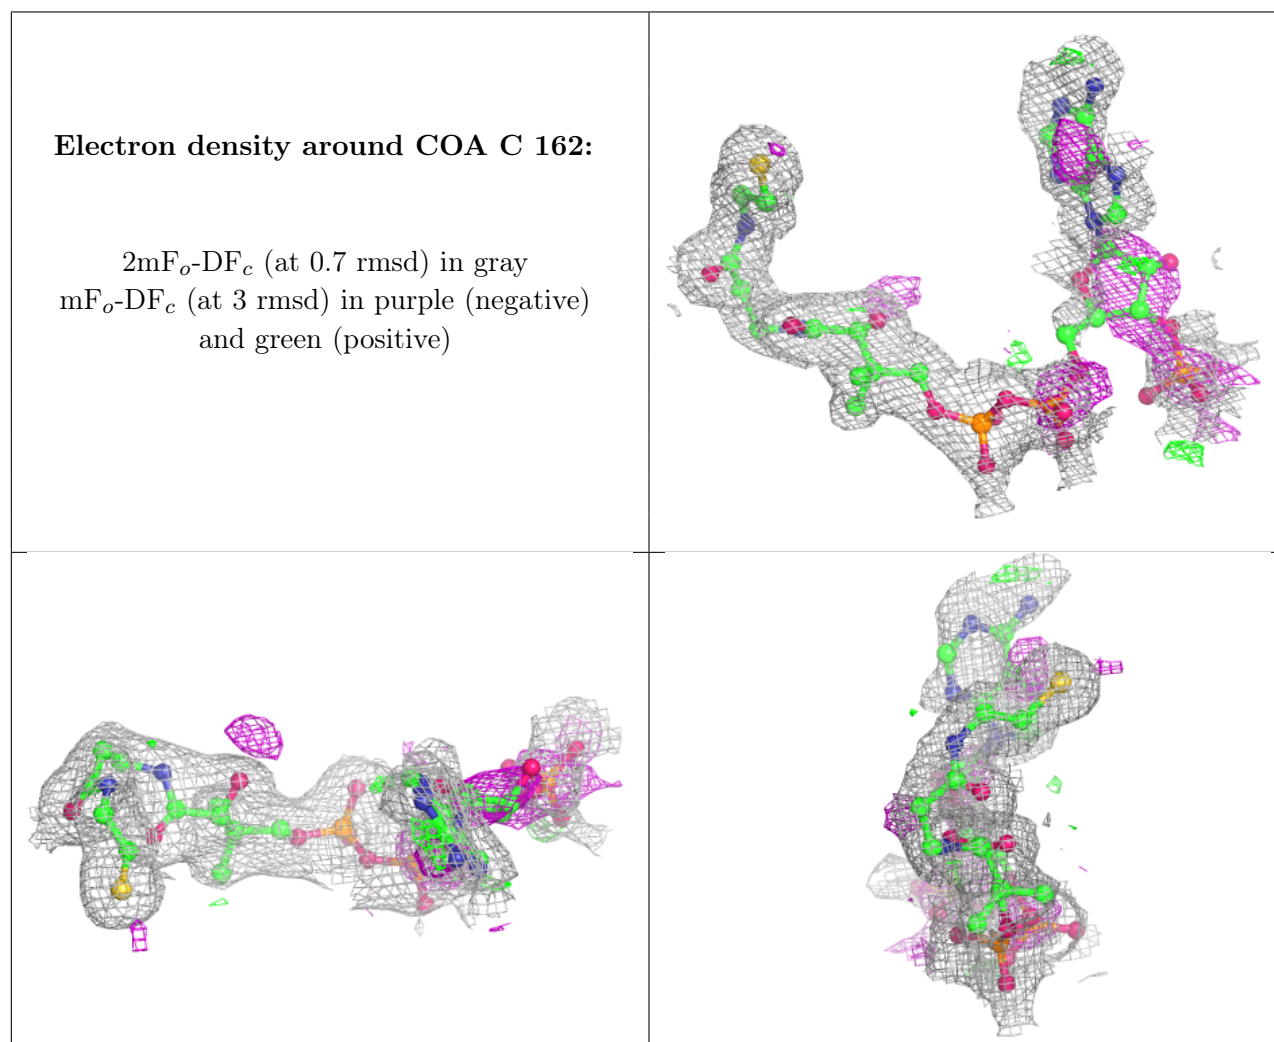 Electron density around COA C 162:
2mFₒ-DF𝒸 (at 0.7 rmsd) in gray
mFₒ-DF𝒸 (at 3 rmsd) in purple (negative)
and green (positive)